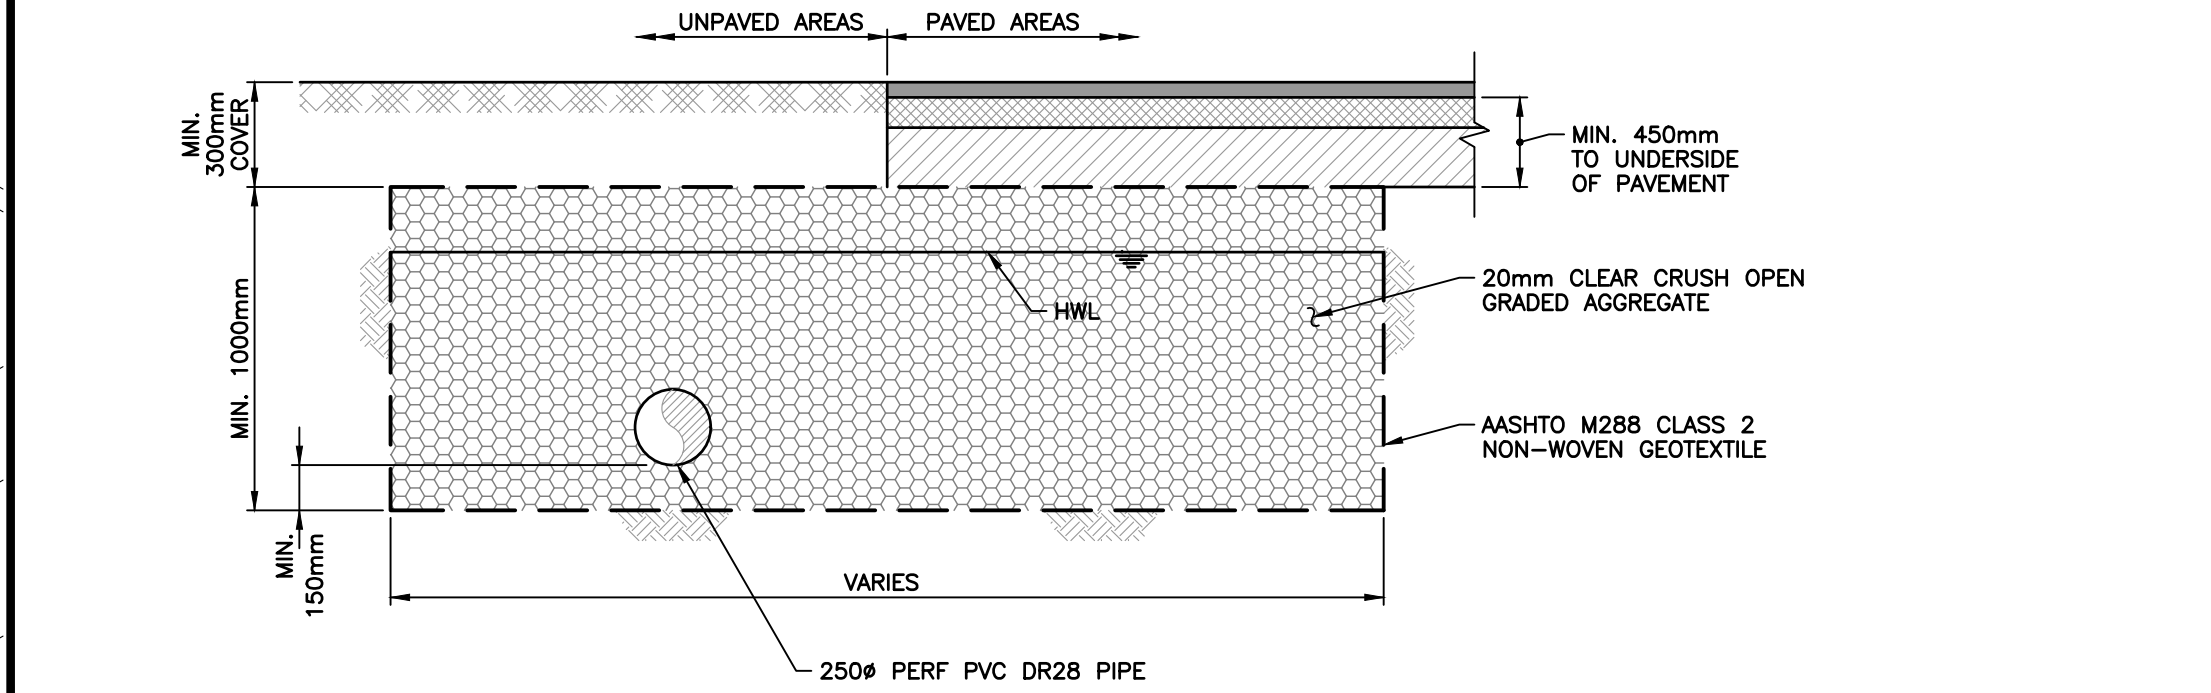 UNPAVED AREAS
PAVED AREAS
MIN.
300mm
COVER
MIN. 450mm
TO UNDERSIDE
OF PAVEMENT
20mm CLEAR CRUSH OPEN
GRADED AGGREGATE
HWL
MIN. 1000mm
AASHTO M288 CLASS 2
NON-WOVEN GEOTEXTILE
MIN.
150mm
VARIES
250ø PERF PVC DR28 PIPE